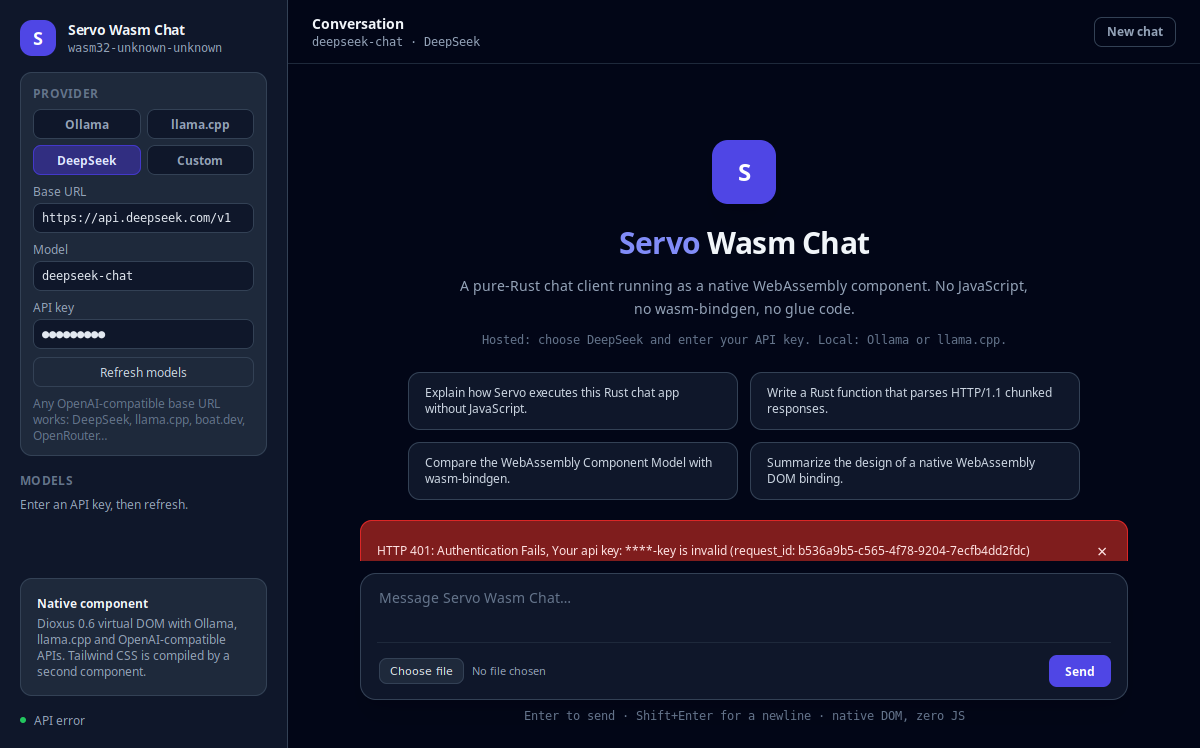 S
Servo Wasm Chat
wasm32-unknown-unknown
PROVIDER
Ollama
llama.cpp
DeepSeek
Custom
Base URL
https://api.deepseek.com/v1
Model
deepseek-chat
API key
●●●●●●●●●
Refresh models
Any OpenAI-compatible base URL
works: DeepSeek, llama.cpp, boat.dev,
OpenRouter...
MODELS
Enter an API key, then refresh.
Native component
Dioxus 0.6 virtual DOM with Ollama,
llama.cpp and OpenAI-compatible
APIs. Tailwind CSS is compiled by a
second component.
API error
Conversation
deepseek-chat · DeepSeek
New chat
S
Servo Wasm Chat
A pure-Rust chat client running as a native WebAssembly component. No JavaScript,
no wasm-bindgen, no glue code.
Hosted: choose DeepSeek and enter your API key. Local: Ollama or llama.cpp.
Explain how Servo executes this Rust chat app
without JavaScript.
Write a Rust function that parses HTTP/1.1 chunked
responses.
Compare the WebAssembly Component Model with
wasm-bindgen.
Summarize the design of a native WebAssembly
DOM binding.
HTTP 401: Authentication Fails, Your api key: ****-key is invalid (request_id: b536a9b5-c565-4f78-9204-7ecfb4dd2fdc)
×
Message Servo Wasm Chat...
Choose file
No file chosen
Send
Enter to send · Shift+Enter for a newline · native DOM, zero JS